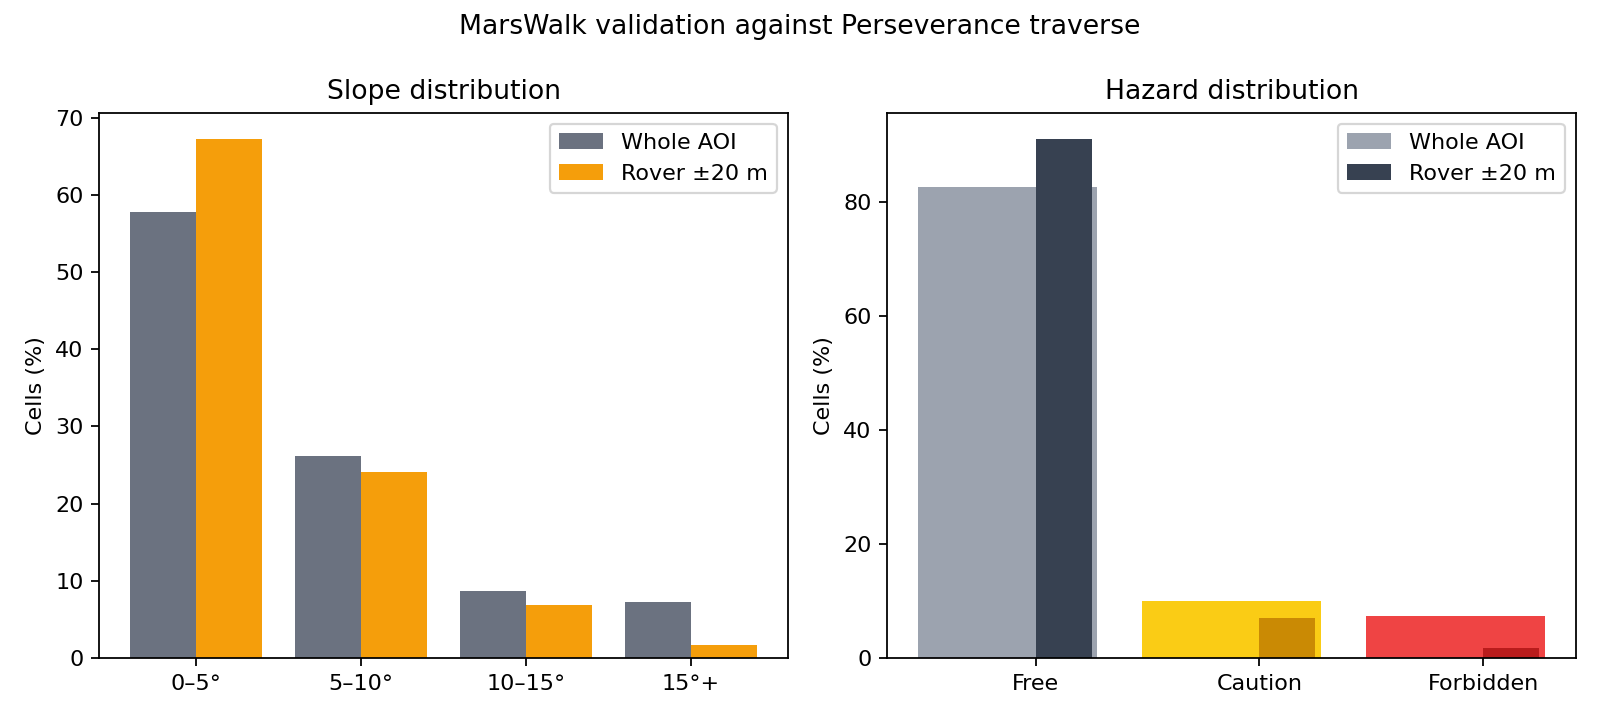 MarsWalk validation against Perseverance traverse
Slope distribution
Cells (%)
70
60
50
40
30
20
10
0
0–5°
5–10°
10–15°
15°+
Whole AOI
Rover ±20 m
Hazard distribution
Cells (%)
80
60
40
20
0
Free
Caution
Forbidden
Whole AOI
Rover ±20 m